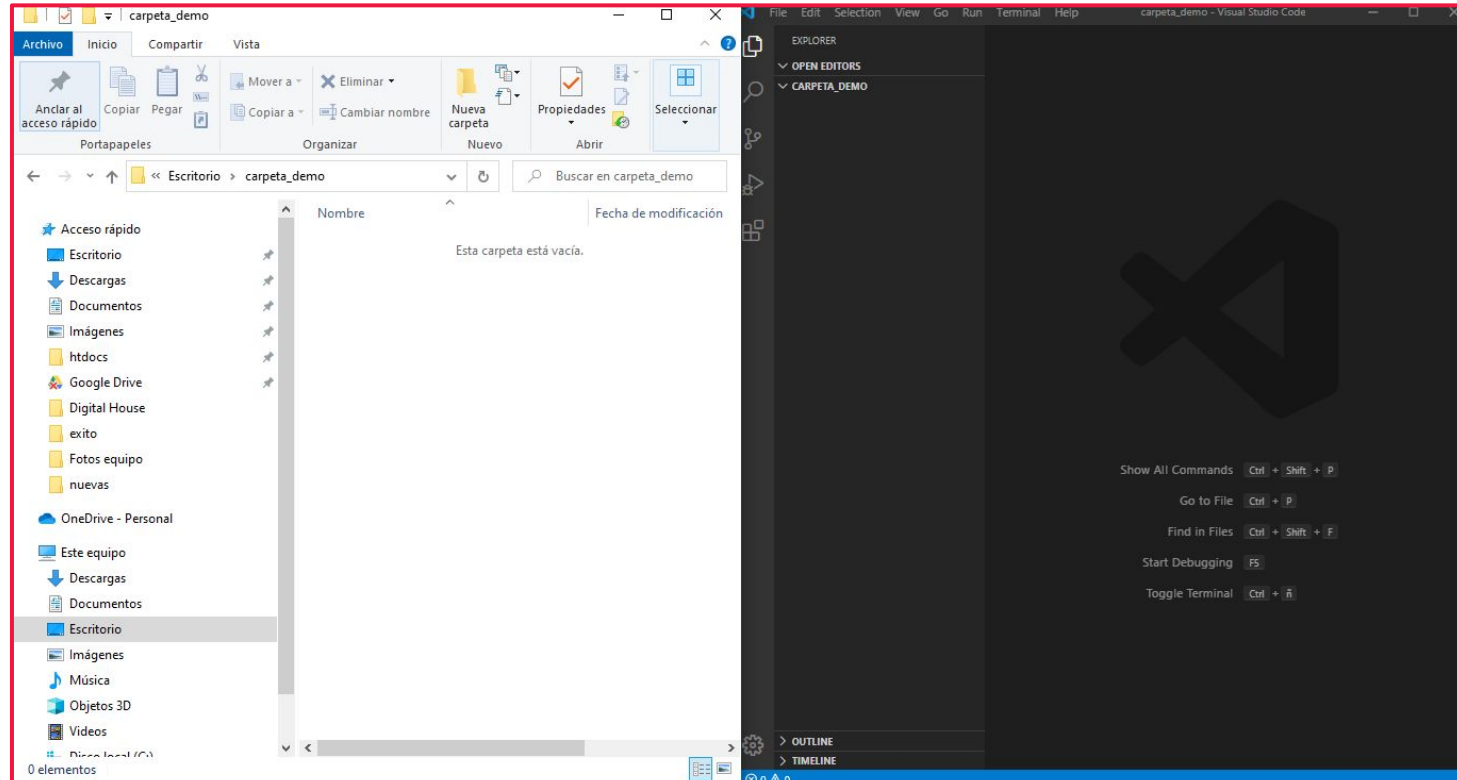 carpeta_demo
Archivo Inicio Compartir Vista
Anclar al acceso rápido
Copiar
Pegar
Mover a
Copiar a
Eliminar
Cambiar nombre
Nueva carpeta
Propiedades
Seleccionar
Portapapeles Organizar Nuevo Abrir
« Escritorio › carpeta_demo
Buscar en carpeta_demo
Nombre Fecha de modificación
Esta carpeta está vacía.
Acceso rápido
Escritorio
Descargas
Documentos
Imágenes
htdocs
Google Drive
Digital House
exito
Fotos equipo
nuevas
OneDrive - Personal
Este equipo
Descargas
Documentos
Escritorio
Imágenes
Música
Objetos 3D
Videos
Disco local (C:)
0 elementos
File Edit Selection View Go Run Terminal Help carpeta_demo - Visual Studio Code
EXPLORER
OPEN EDITORS
CARPETA_DEMO
Show All Commands Ctrl + Shift + P
Go to File Ctrl + P
Find in Files Ctrl + Shift + F
Start Debugging F5
Toggle Terminal Ctrl + ñ
OUTLINE
TIMELINE
0 0